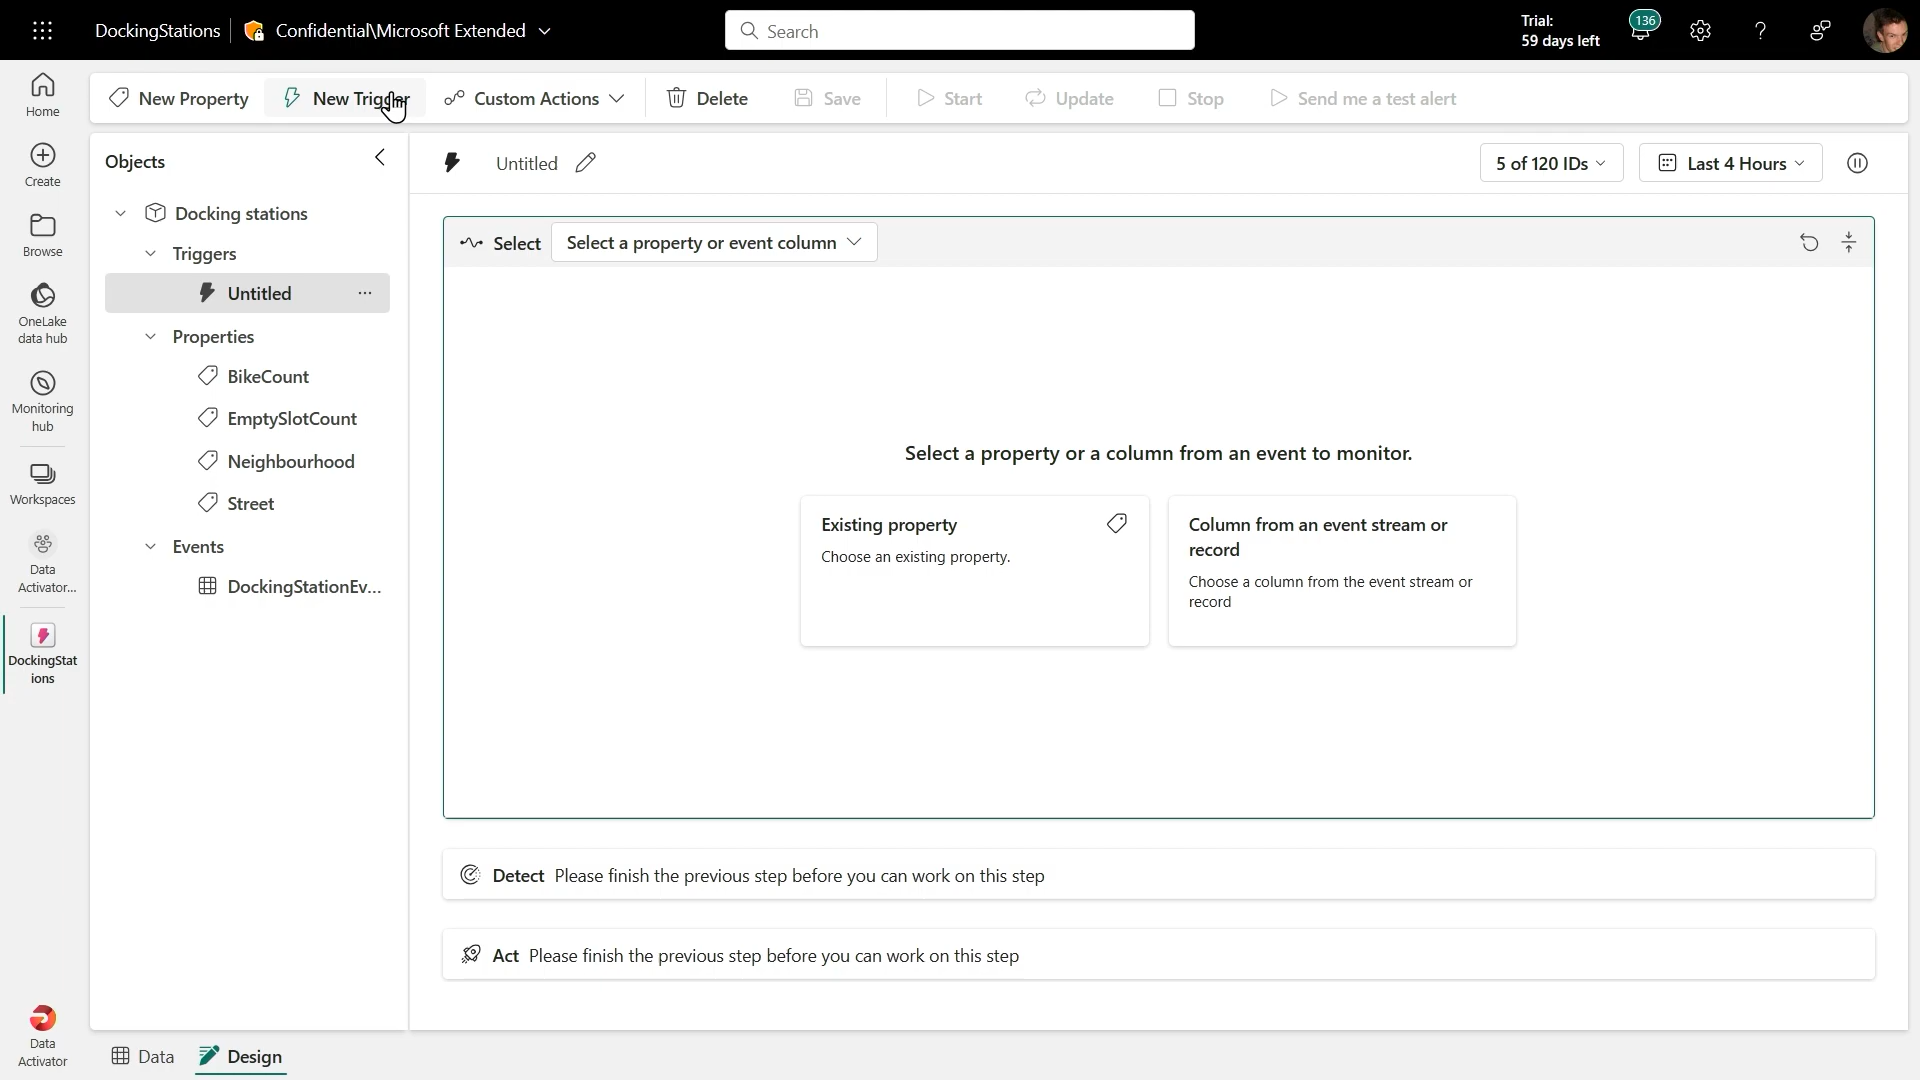 DockingStations
Confidential\Microsoft Extended
Search
Trial:
59 days left
136
Home
Create
Browse
OneLake
data hub
Monitoring
hub
Workspaces
Data
Activator...
DockingStat
ions
Data
Activator
New Property
New Trigger
Custom Actions
Delete
Save
Start
Update
Stop
Send me a test alert
Objects
Docking stations
Triggers
Untitled
Properties
BikeCount
EmptySlotCount
Neighbourhood
Street
Events
DockingStationEv...
Untitled
5 of 120 IDs
Last 4 Hours
Select
Select a property or event column
Select a property or a column from an event to monitor.
Existing property
Choose an existing property.
Column from an event stream or
record
Choose a column from the event stream or
record
Detect Please finish the previous step before you can work on this step
Act Please finish the previous step before you can work on this step
Data
Design